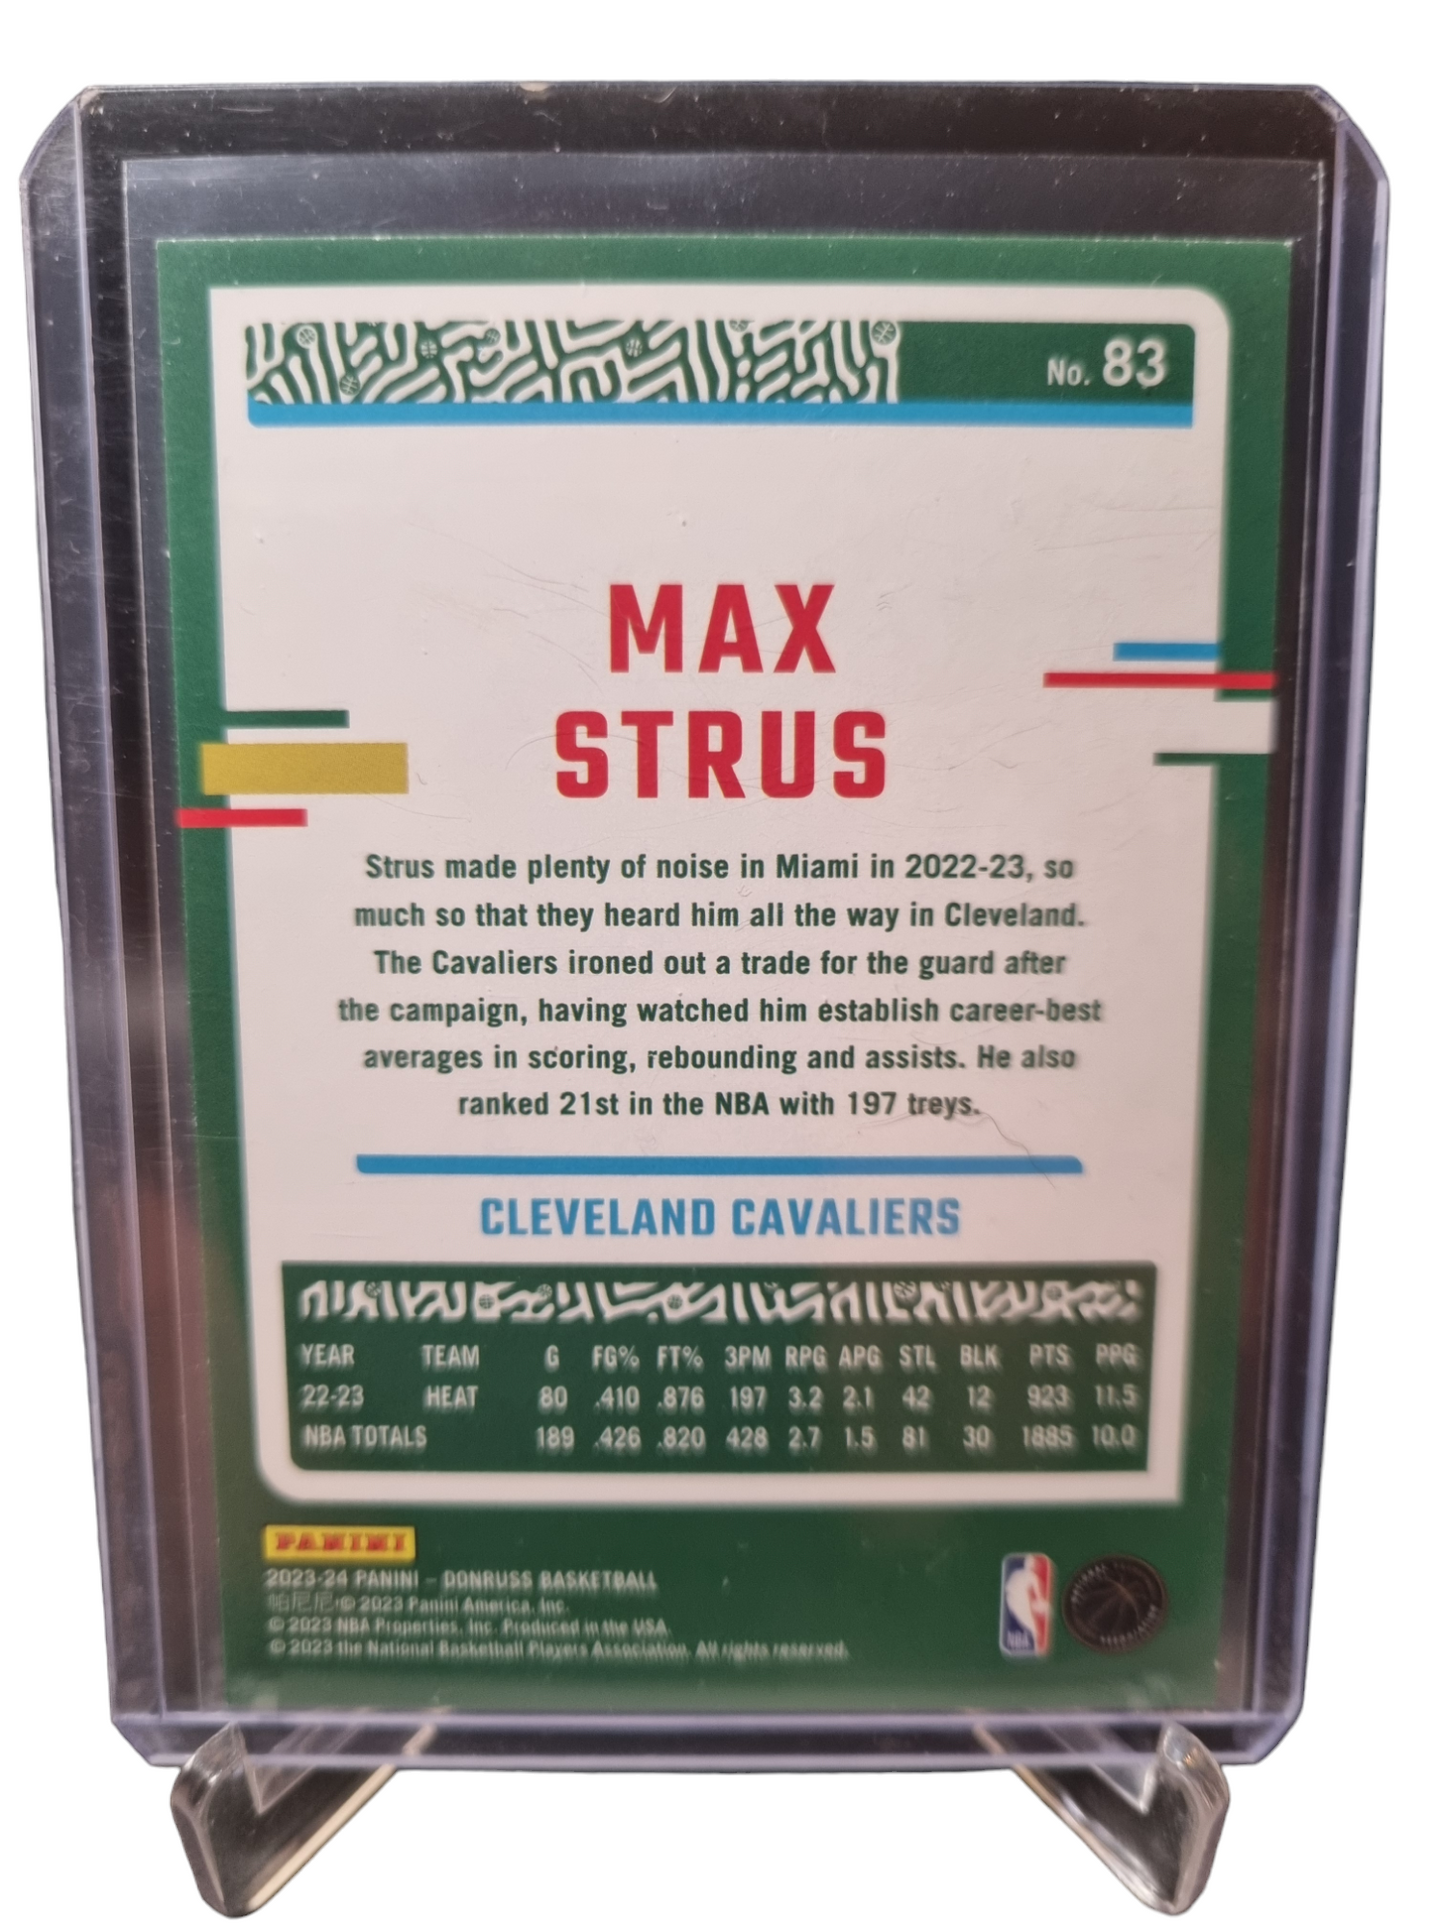 No. 83
MAX
STRUS
Strus made plenty of noise in Miami in 2022-23, so
much so that they heard him all the way in Cleveland.
The Cavaliers ironed out a trade for the guard after
the campaign, having watched him establish career-best
averages in scoring, rebounding and assists. He also
ranked 21st in the NBA with 197 treys.
CLEVELAND CAVALIERS
YEAR TEAM G FG% FT% 3PM RPG APG STL BLK PTS PPG
22-23 HEAT 80 .410 .876 197 3.2 2.1 42 12 923 11.5
NBA TOTALS 189 .426 .820 428 2.7 1.5 81 30 1885 10.0
PANINI
2023-24 PANINI – DONRUSS BASKETBALL
帕尼尼 © 2023 Panini America, Inc.
© 2023 NBA Properties, Inc. Produced in the USA.
© 2023 the National Basketball Players Association. All rights reserved.
NBA